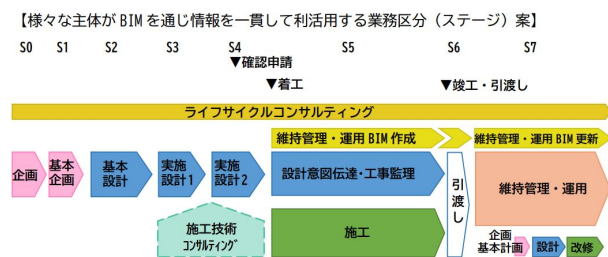 【様々な主体がBIMを通じ情報を一貫して利活用する業務区分（ステージ）案】
S0 S1 S2 S3 S4 S5 S6 S7
▼確認申請
▼着工 ▼竣工・引渡し
ライフサイクルコンサルティング
維持管理・運用BIM作成 維持管理・運用BIM更新
企画
基本
企画
基本
設計
実施
設計1
実施
設計2
設計意図伝達・工事監理
引渡し
維持管理・運用
施工技術
コンサルティング
施工
企画
基本計画
設計
改修